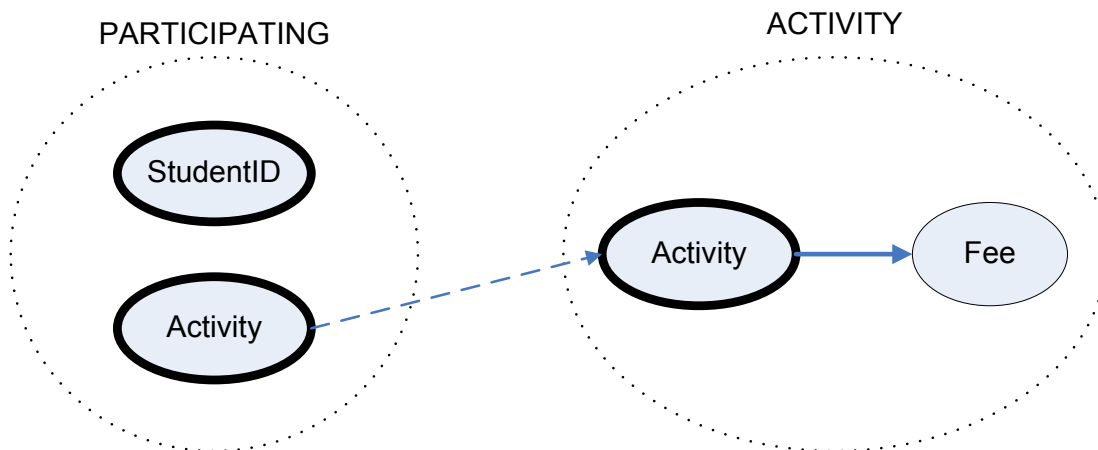 PARTICIPATING
StudentID
Activity
ACTIVITY
Activity
Fee